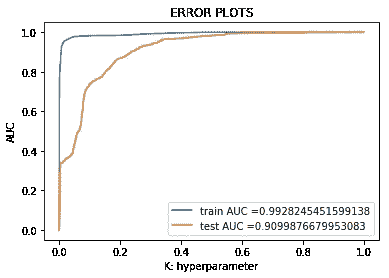 ERROR PLOTS
AUC
1.0
0.8
0.6
0.4
0.2
0.0
train AUC =0.9928245451599138
test AUC =0.9099876679953083
0.0 0.2 0.4 0.6 0.8 1.0
K: hyperparameter